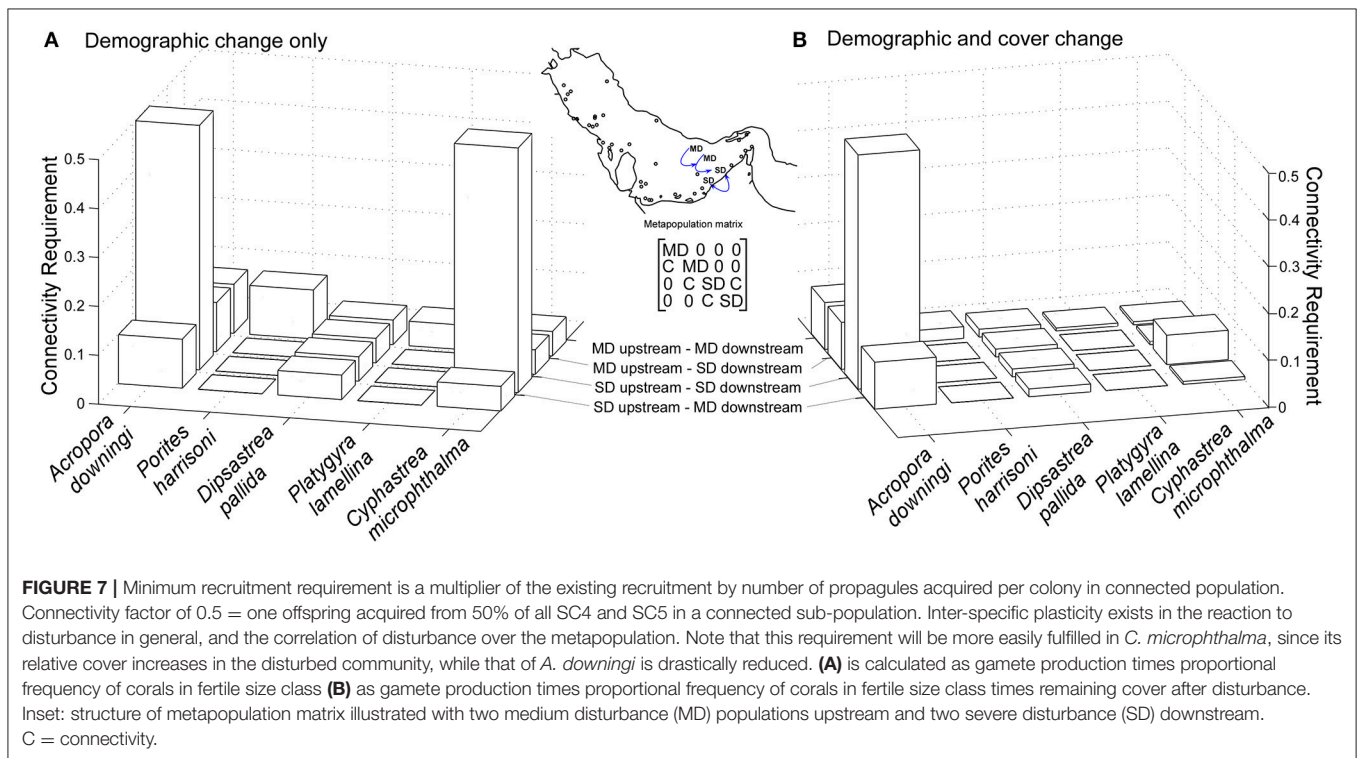 A Demographic change only
B Demographic and cover change
Connectivity Requirement
0.5
0.4
0.3
0.2
0.1
0
MD
MD
SD
SD
Metapopulation matrix
MD 0 0 0
C MD 0 0
0 C SD C
0 0 C SD
MD upstream - MD downstream
MD upstream - SD downstream
SD upstream - SD downstream
SD upstream - MD downstream
0.5
0.4
0.3
0.2
0.1
0
Connectivity Requirement
Acropora
downingi
Porites
harrisoni
Dipsastrea
pallida
Platygyra
lamellina
Cyphastrea
microphthalma
Acropora
downingi
Porites
harrisoni
Dipsastrea
pallida
Platygyra
lamellina
Cyphastrea
microphthalma
FIGURE 7 | Minimum recruitment requirement is a multiplier of the existing recruitment by number of propagules acquired per colony in connected population.
Connectivity factor of 0.5 = one offspring acquired from 50% of all SC4 and SC5 in a connected sub-population. Inter-specific plasticity exists in the reaction to
disturbance in general, and the correlation of disturbance over the metapopulation. Note that this requirement will be more easily fulfilled in C. microphthalma, since its
relative cover increases in the disturbed community, while that of A. downingi is drastically reduced. (A) is calculated as gamete production times proportional
frequency of corals in fertile size class (B) as gamete production times proportional frequency of corals in fertile size class times remaining cover after disturbance.
Inset: structure of metapopulation matrix illustrated with two medium disturbance (MD) populations upstream and two severe disturbance (SD) downstream.
C = connectivity.